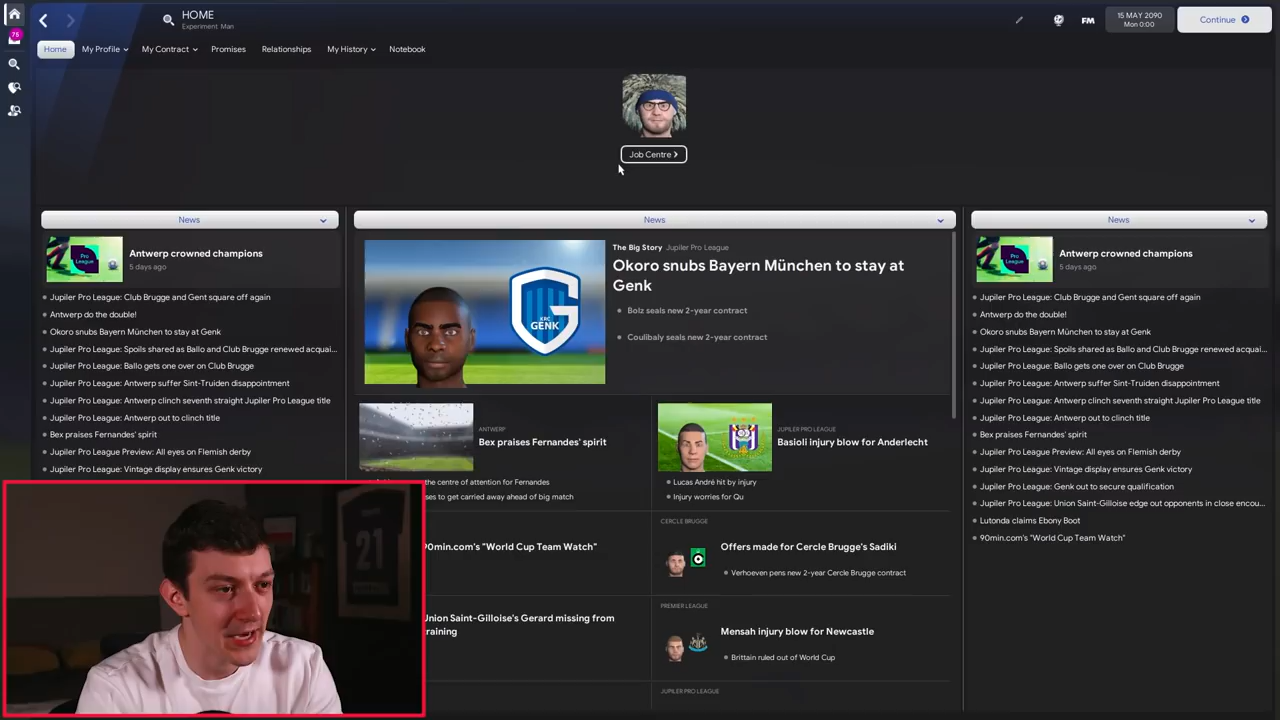 HOME
Experiment Man
FM
15 MAY 2090
Mon 0:00
Continue
75
Home
My Profile
My Contract
Promises
Relationships
My History
Notebook
Job Centre
News
PRO
LEAGUE
Antwerp crowned champions
5 days ago
Jupiler Pro League: Club Brugge and Gent square off again
Antwerp do the double!
Okoro snubs Bayern München to stay at Genk
Jupiler Pro League: Spoils shared as Ballo and Club Brugge renewed acquai...
Jupiler Pro League: Ballo gets one over on Club Brugge
Jupiler Pro League: Antwerp suffer Sint-Truiden disappointment
Jupiler Pro League: Antwerp clinch seventh straight Jupiler Pro League title
Jupiler Pro League: Antwerp out to clinch title
Bex praises Fernandes' spirit
Jupiler Pro League Preview: All eyes on Flemish derby
Jupiler Pro League: Vintage display ensures Genk victory
21
News
KRC
GENK
The Big Story Jupiler Pro League
Okoro snubs Bayern München to stay at
Genk
Bolz seals new 2-year contract
Coulibaly seals new 2-year contract
ANTWERP
Bex praises Fernandes' spirit
the centre of attention for Fernandes
to get carried away ahead of big match
JUPILER PRO LEAGUE
Basioli injury blow for Anderlecht
Lucas André hit by injury
Injury worries for Qu
90min.com's "World Cup Team Watch"
Union Saint-Gilloise's Gerard missing from
training
CERCLE BRUGGE
Offers made for Cercle Brugge's Sadiki
Verhoeven pens new 2-year Cercle Brugge contract
PREMIER LEAGUE
Mensah injury blow for Newcastle
Brittain ruled out of World Cup
JUPILER PRO LEAGUE
News
PRO
LEAGUE
Antwerp crowned champions
5 days ago
Jupiler Pro League: Club Brugge and Gent square off again
Antwerp do the double!
Okoro snubs Bayern München to stay at Genk
Jupiler Pro League: Spoils shared as Ballo and Club Brugge renewed acquai...
Jupiler Pro League: Ballo gets one over on Club Brugge
Jupiler Pro League: Antwerp suffer Sint-Truiden disappointment
Jupiler Pro League: Antwerp clinch seventh straight Jupiler Pro League title
Jupiler Pro League: Antwerp out to clinch title
Bex praises Fernandes' spirit
Jupiler Pro League Preview: All eyes on Flemish derby
Jupiler Pro League: Vintage display ensures Genk victory
Jupiler Pro League: Genk out to secure qualification
Jupiler Pro League: Union Saint-Gilloise edge out opponents in close encou...
Lutonda claims Ebony Boot
90min.com's "World Cup Team Watch"